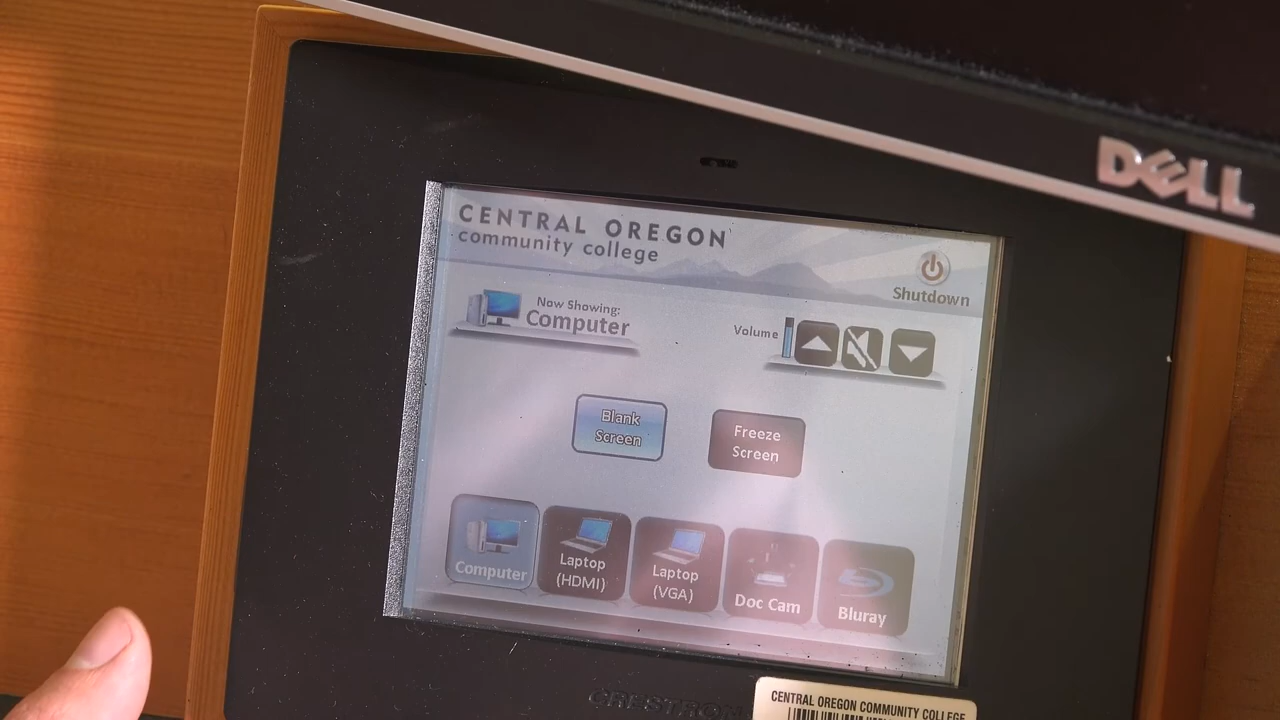 DELL
CENTRAL OREGON
community college
Shutdown
Now Showing:
Computer
Volume
Blank
Screen
Freeze
Screen
Computer
Laptop
(HDMI)
Laptop
(VGA)
Doc Cam
Bluray
CRESTRON
CENTRAL OREGON COMMUNITY COLLEGE